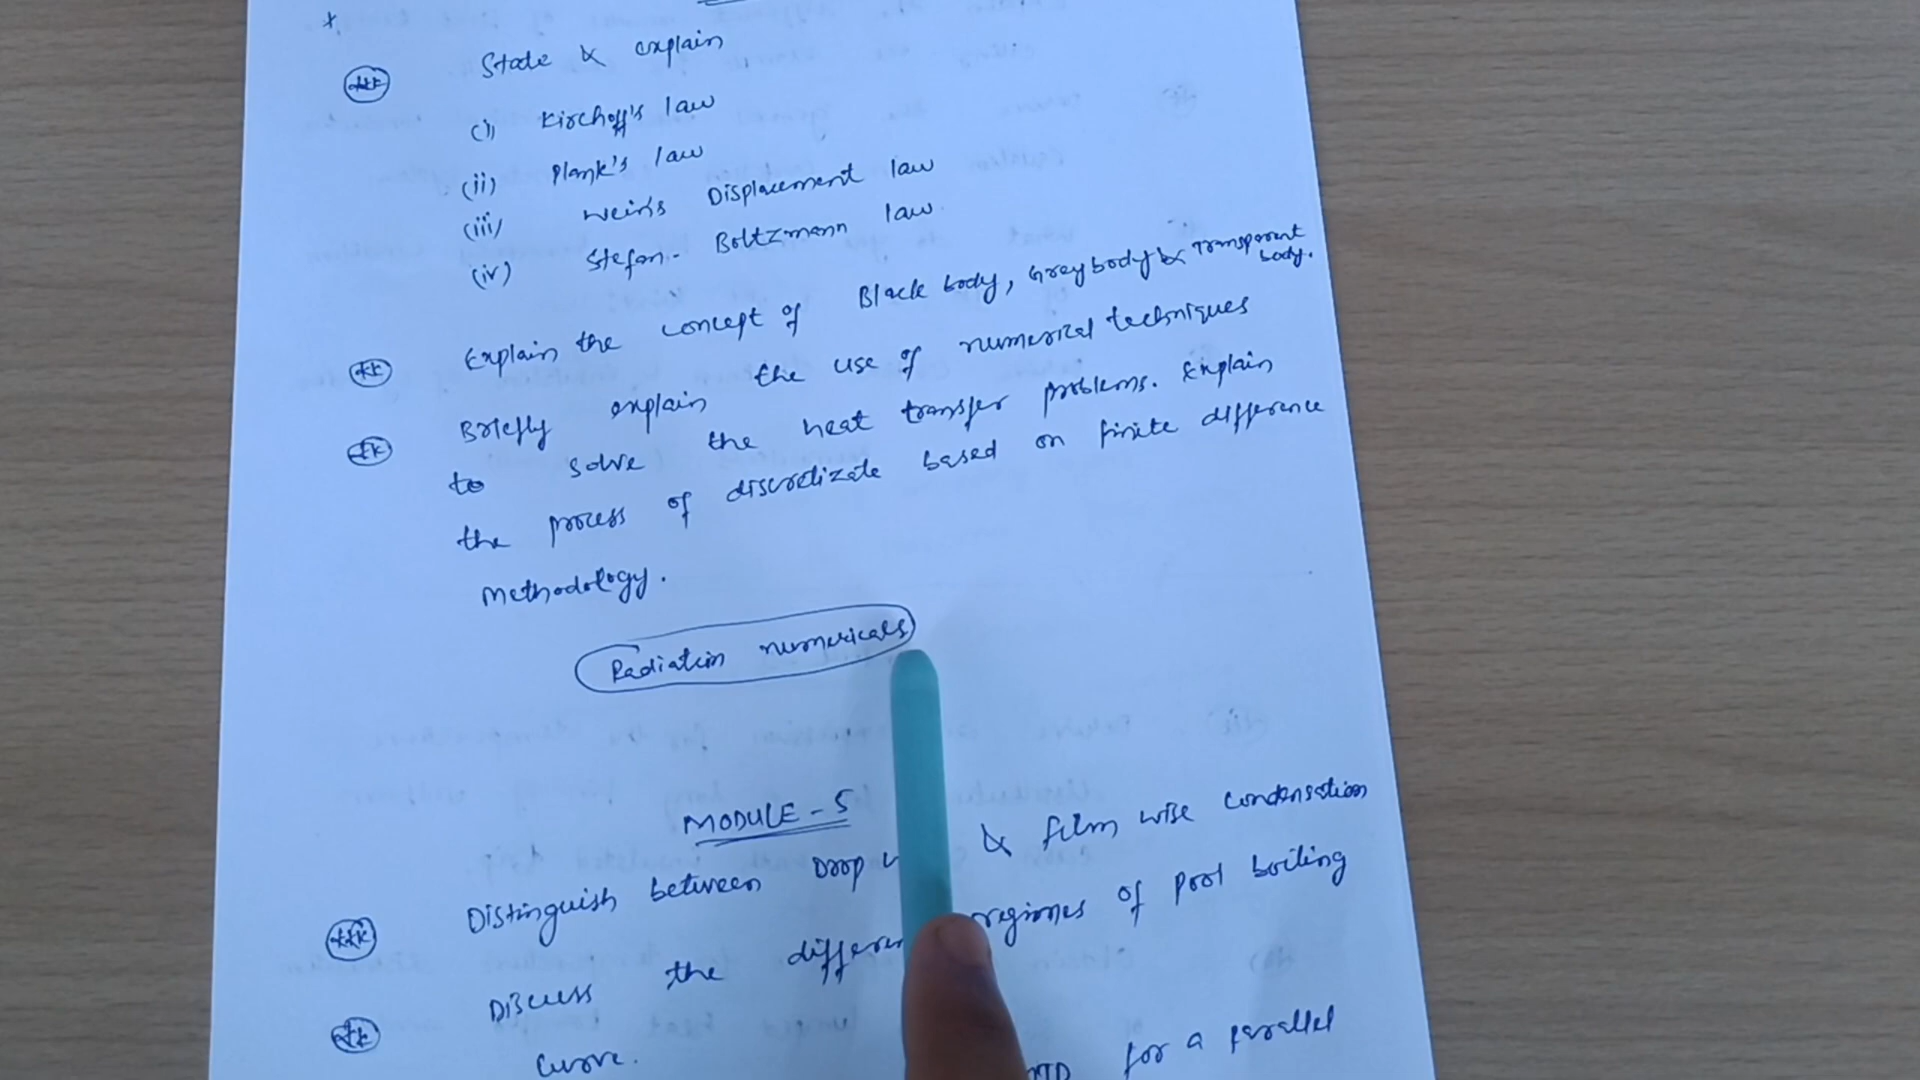 State & explain
(i) Kirchoff's law
(ii) Plank's law
(iii) Wein's Displacement law
(iv) Stefan-Boltzmann law
** Explain the concept of Black body, Grey body & Transparent body.
** Briefly explain the use of numerical techniques
to solve the heat transfer problems. Explain
the process of discretizate based on finite difference
methodology.
Radiation numericals
MODULE-5
*** Distinguish between Drop & film wise condensation
** Discuss the regimes of pool boiling
curve.
for a parallel